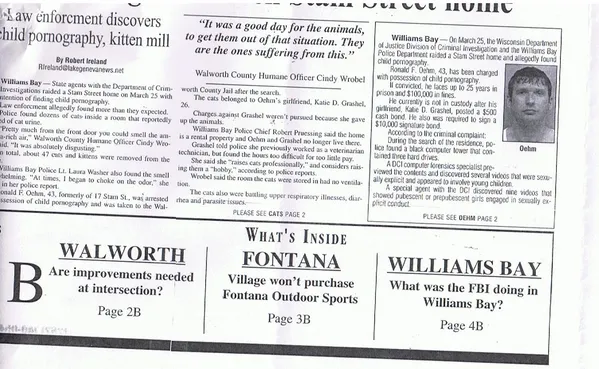 Stam Street home
Law enforcement discovers
child pornography, kitten mill
By Robert Ireland
RIreland@lakegenevanews.net
Williams Bay — State agents with the Department of Crim-
Investigations raided a Stam Street home on March 25 with
intention of finding child pornography.
Law enforcement allegedly found more than they expected.
Police found dozens of cats inside a room that reportedly
of cat urine.
"Pretty much from the front door you could smell the am-
a-rich air," Walworth County Humane Officer Cindy Wro-
said. "It was absolutely disgusting."
In total, about 47 cats and kittens were removed from the
Williams Bay Police Lt. Laura Washer also found the smell
helming. "At times, I began to choke on the odor," she
in her police report.
Ronald F. Oehm, 43, formerly of 17 Stam St., was arrested
possession of child pornography and was taken to the Wal-
"It was a good day for the animals,
to get them out of that situation. They
are the ones suffering from this."
Walworth County Humane Officer Cindy Wrobel
worth County Jail after the search.
The cats belonged to Oehm's girlfriend, Katie D. Grashel,
26.
Charges against Grashel weren't pursued because she gave
up the animals.
Williams Bay Police Chief Robert Pruessing said the home
is a rental property and Oehm and Grashel no longer live there.
Grashel told police she previously worked as a veterinarian
technician, but found the hours too difficult for too little pay.
She said she "rescues cats professionally," and considers rais-
ing them a "hobby," according to police reports.
Wrobel said the room the cats were stored in had no ventila-
tion.
The cats also were battling upper respiratory illnesses, diar-
rhea and parasite issues.
PLEASE SEE CATS PAGE 2
Williams Bay – On March 25, the Wisconsin Department
of Justice Division of Criminal Investigation and the Williams Bay
Police Department raided a Stam Street home and allegedly found
child pornography.
Ronald F. Oehm, 43, has been charged
with possession of child pornography.
If convicted, he faces up to 25 years in
prison and $100,000 in fines.
He currently is not in custody after his
girlfriend, Katie D. Grashel, posted a $500
cash bond. He also was required to sign a
$10,000 signature bond.
According to the criminal complaint:
During the search of the residence, po-
lice found a black computer tower that con-
tained three hard drives.
A DCI computer forensics specialist pre-
viewed the contents and discovered several videos that were sexu-
ally explicit and appeared to involve young children.
A special agent with the DCI discovered nine videos that
showed pubescent or prepubescent girls engaged in sexually ex-
plicit conduct.
Oehm
PLEASE SEE OEHM PAGE 2
WHAT'S INSIDE
B
WALWORTH
Are improvements needed
at intersection?
Page 2B
FONTANA
Village won't purchase
Fontana Outdoor Sports
Page 3B
WILLIAMS BAY
What was the FBI doing in
Williams Bay?
Page 4B